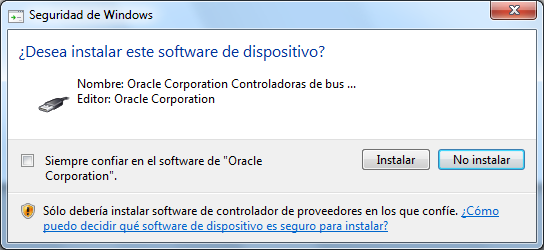 Seguridad de Windows
¿Desea instalar este software de dispositivo?
Nombre: Oracle Corporation Controladoras de bus ...
Editor: Oracle Corporation
Siempre confiar en el software de "Oracle
Corporation".
Instalar
No instalar
Sólo debería instalar software de controlador de proveedores en los que confíe. ¿Cómo
puedo decidir qué software de dispositivo es seguro para instalar?